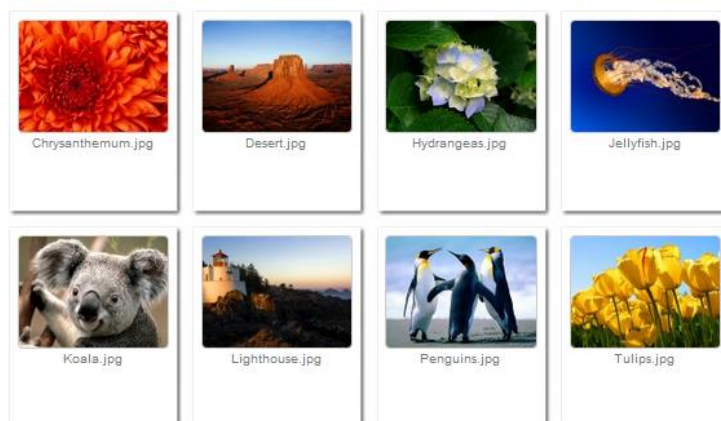 Chrysanthemum.jpg
Desert.jpg
Hydrangeas.jpg
Jellyfish.jpg
Koala.jpg
Lighthouse.jpg
Penguins.jpg
Tulips.jpg